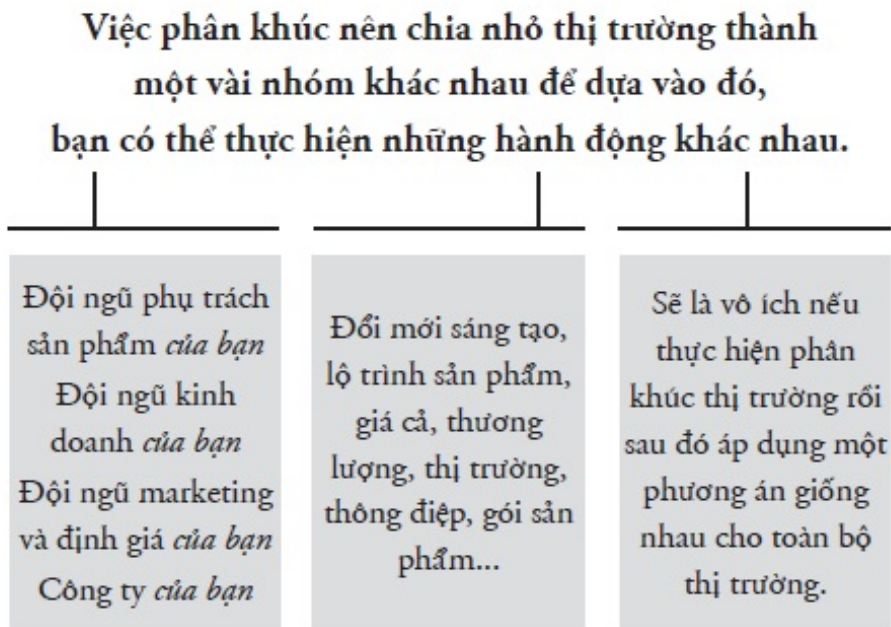 Việc phân khúc nên chia nhỏ thị trường thành
một vài nhóm khác nhau để dựa vào đó,
bạn có thể thực hiện những hành động khác nhau.
Đội ngũ phụ trách
sản phẩm của bạn
Đội ngũ kinh
doanh của bạn
Đội ngũ marketing
và định giá của bạn
Công ty của bạn
Đổi mới sáng tạo,
lộ trình sản phẩm,
giá cả, thương
lượng, thị trường,
thông điệp, gói sản
phẩm...
Sẽ là vô ích nếu
thực hiện phân
khúc thị trường rồi
sau đó áp dụng một
phương án giống
nhau cho toàn bộ
thị trường.